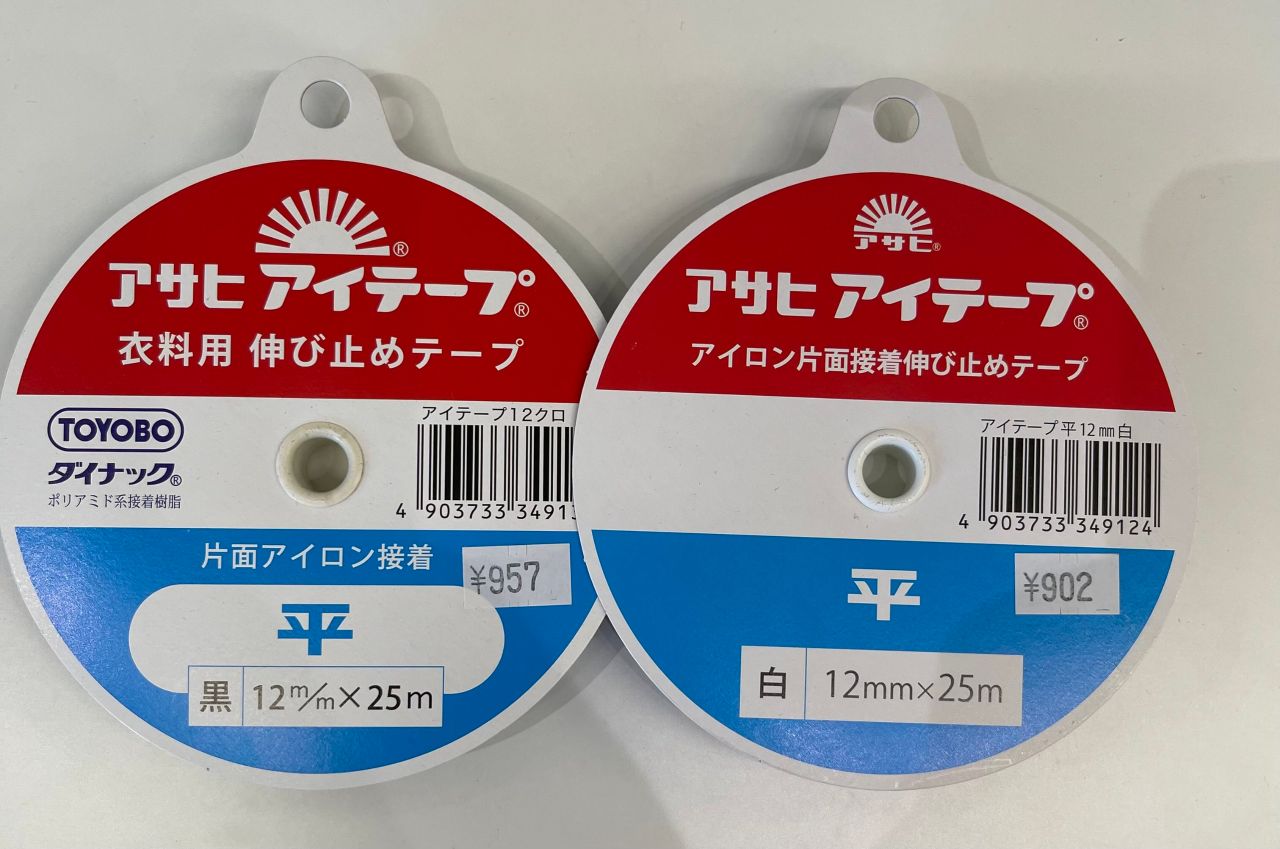 アサヒ アイテープ®
衣料用 伸び止めテープ
TOYOBO
ダイナック®
ポリアミド系接着樹脂
アイテープ12クロ
4 903733 3491
片面アイロン接着
¥957
平
黒 12m/m×25m
アサヒ®
アサヒ アイテープ®
アイロン片面接着伸び止めテープ
アイテープ平12mm白
4 903733 349124
平
¥902
白 12mm×25m